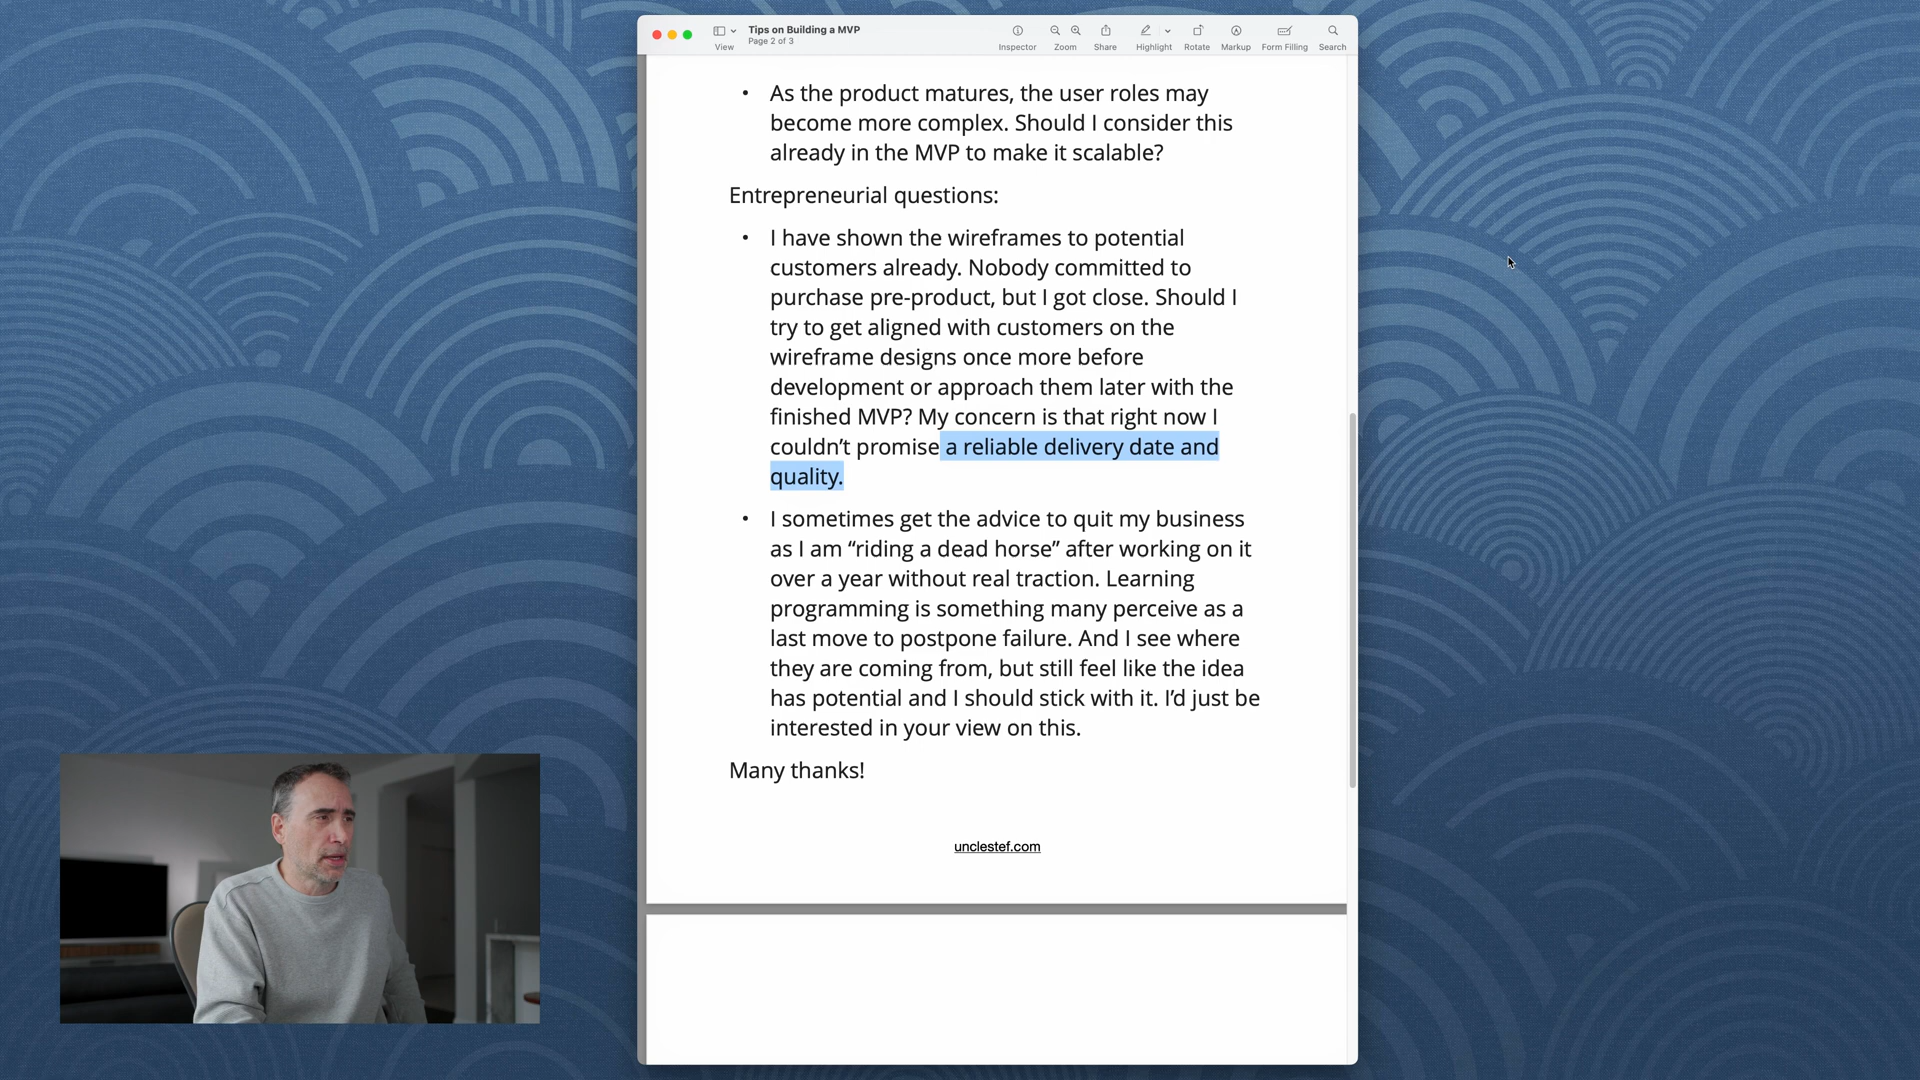 Tips on Building a MVP
Page 2 of 3
View
Inspector
Zoom
Share
Highlight
Rotate
Markup
Form Filling
Search
• As the product matures, the user roles may
become more complex. Should I consider this
already in the MVP to make it scalable?
Entrepreneurial questions:
• I have shown the wireframes to potential
customers already. Nobody committed to
purchase pre-product, but I got close. Should I
try to get aligned with customers on the
wireframe designs once more before
development or approach them later with the
finished MVP? My concern is that right now I
couldn’t promise a reliable delivery date and
quality.
• I sometimes get the advice to quit my business
as I am “riding a dead horse” after working on it
over a year without real traction. Learning
programming is something many perceive as a
last move to postpone failure. And I see where
they are coming from, but still feel like the idea
has potential and I should stick with it. I’d just be
interested in your view on this.
Many thanks!
unclestef.com